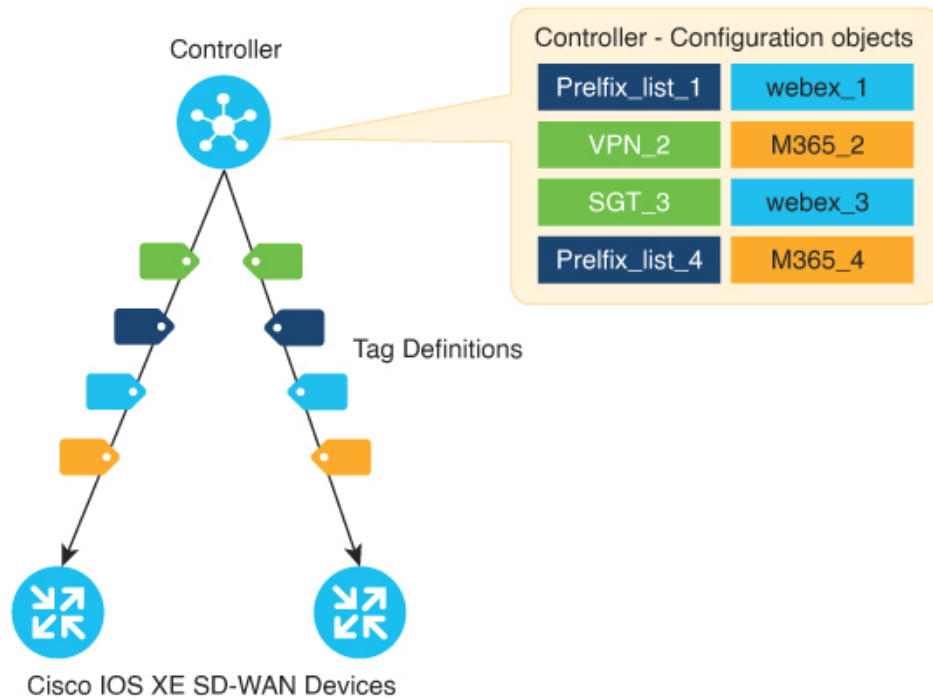 Controller
Controller - Configuration objects
Prelfix_list_1 webex_1
VPN_2 M365_2
SGT_3 webex_3
Prelfix_list_4 M365_4
Tag Definitions
Cisco IOS XE SD-WAN Devices